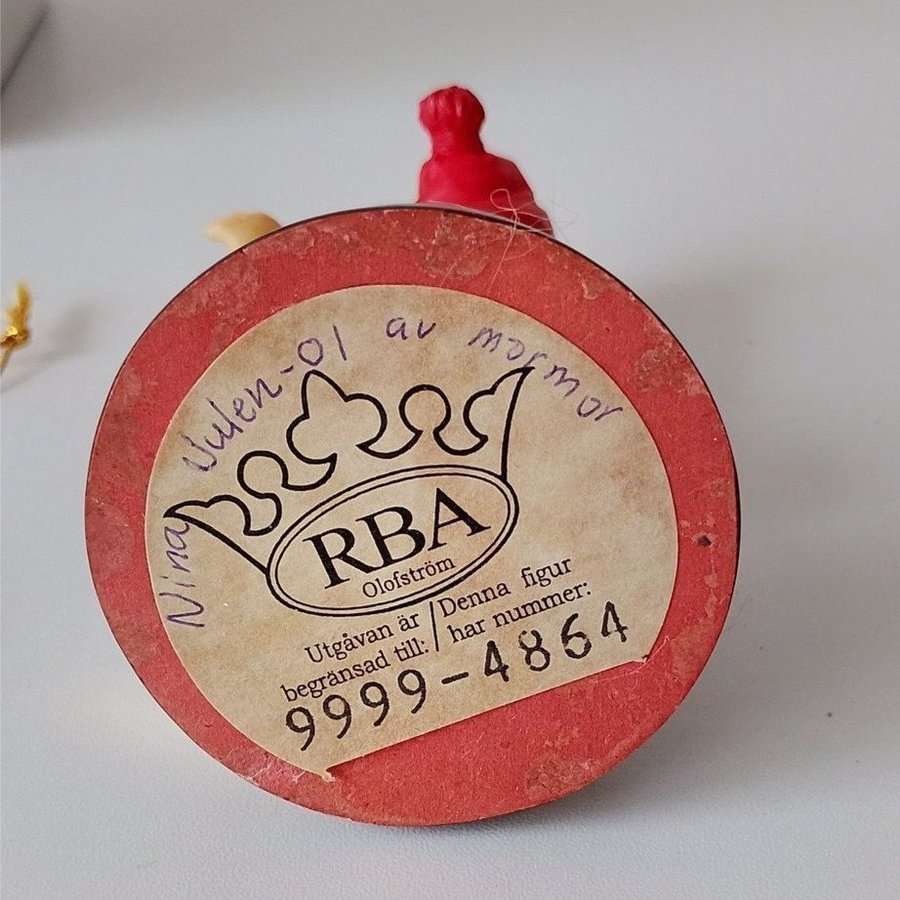 Nina Julen-01 av mormor
RBA
Olofström
Utgåvan är / Denna figur
begränsad till: / har nummer:
9999-4864